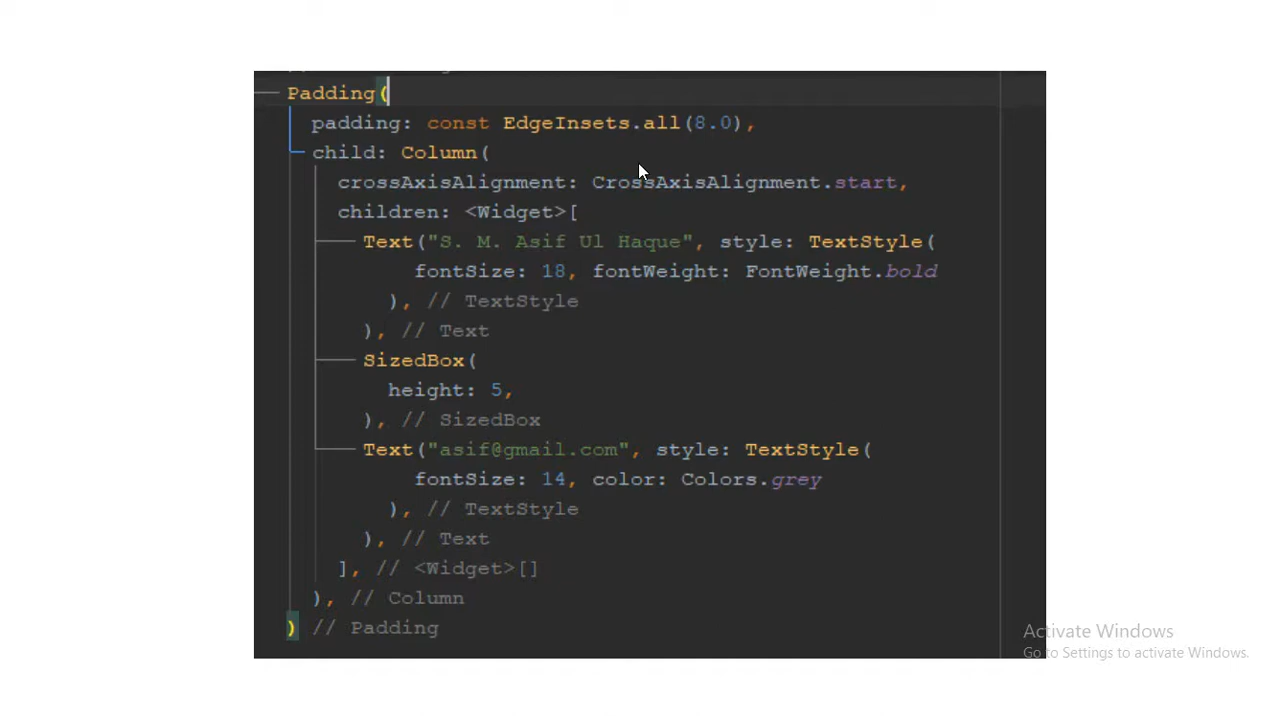 Padding(
padding: const EdgeInsets.all(8.0),
child: Column(
crossAxisAlignment: CrossAxisAlignment.start,
children: <Widget>[
Text("S. M. Asif Ul Haque", style: TextStyle(
fontSize: 18, fontWeight: FontWeight.bold
), // TextStyle
), // Text
SizedBox(
height: 5,
), // SizedBox
Text("asif@gmail.com", style: TextStyle(
fontSize: 14, color: Colors.grey
), // TextStyle
), // Text
], // <Widget>[]
), // Column
) // Padding
Activate Windows
Go to Settings to activate Windows.